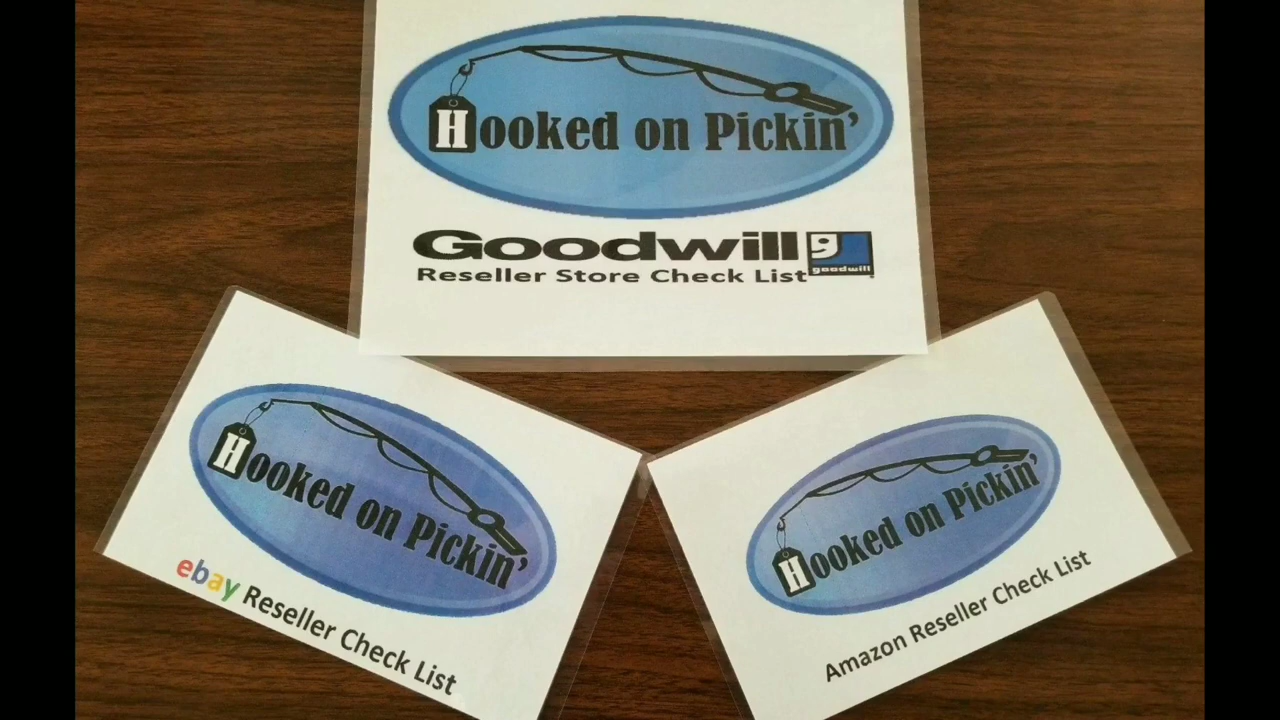 Hooked on Pickin'
Goodwill
goodwill
Reseller Store Check List
Hooked on Pickin'
ebay Reseller Check List
Hooked on Pickin'
Amazon Reseller Check List